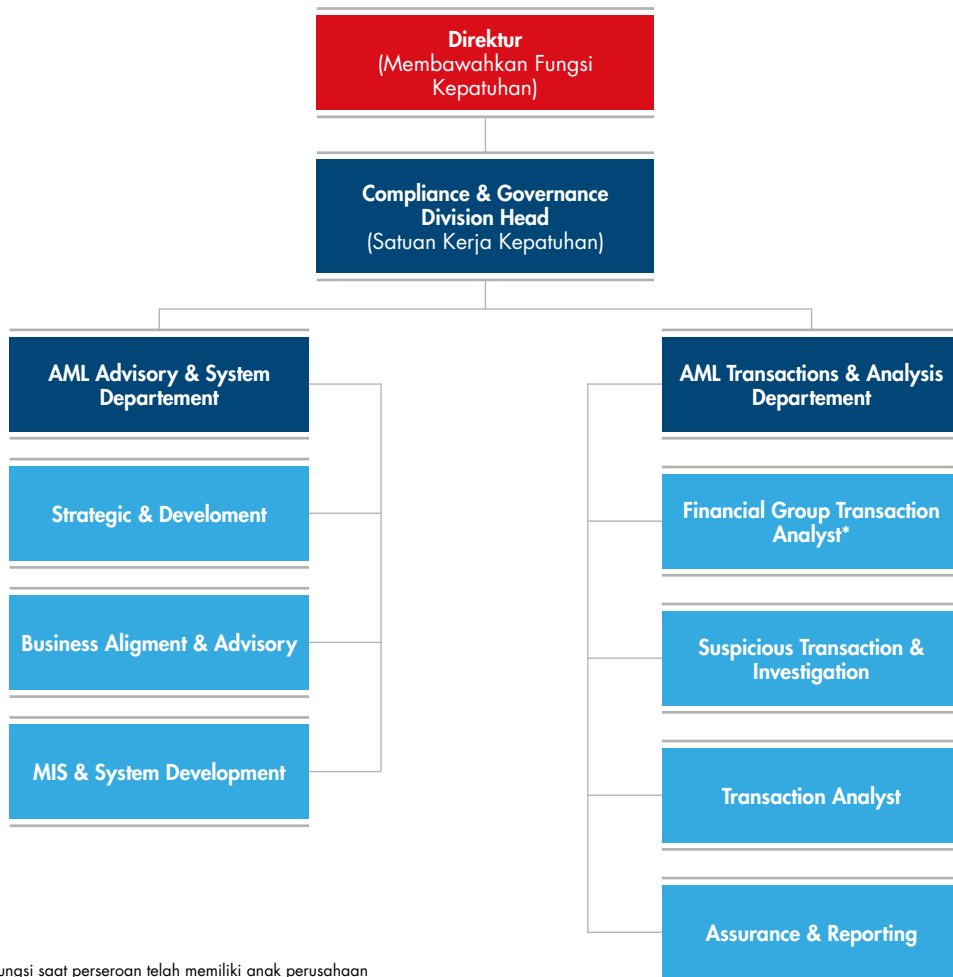 Direktur
(Membawahkan Fungsi
Kepatuhan)
Compliance & Governance
Division Head
(Satuan Kerja Kepatuhan)
AML Advisory & System
Departement
Strategic & Develoment
Business Aligment & Advisory
MIS & System Development
AML Transactions & Analysis
Departement
Financial Group Transaction
Analyst*
Suspicious Transaction &
Investigation
Transaction Analyst
Assurance & Reporting
saat perseroan telah memiliki anak perusahaan